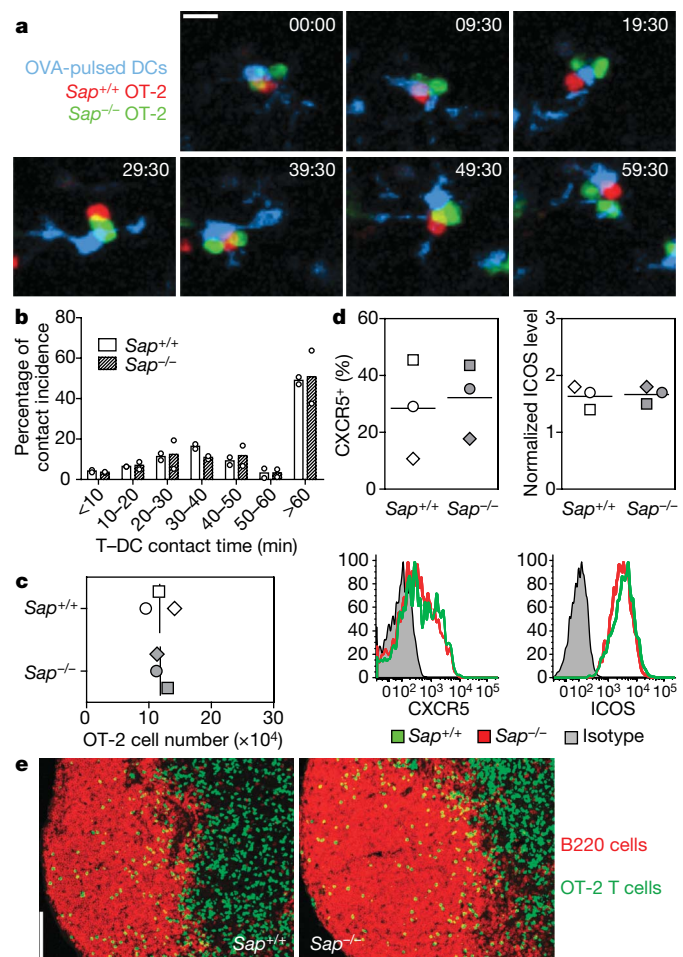 a
00:00
09:30
19:30
OVA-pulsed DCs
Sap+/+ OT-2
Sap–/– OT-2
29:30
39:30
49:30
59:30
b
Percentage of
contact incidence
80
60
40
20
0
Sap+/+
Sap–/–
<10
10–20
20–30
30–40
40–50
50–60
>60
T–DC contact time (min)
c
Sap+/+
Sap–/–
0 10 20 30
OT-2 cell number (×10⁴)
d
CXCR5+ (%)
60
40
20
0
Sap+/+ Sap–/–
Normalized ICOS level
3
2
1
0
Sap+/+ Sap–/–
100
80
60
40
20
0
0 10² 10³ 10⁴ 10⁵
CXCR5
100
80
60
40
20
0
0 10² 10³ 10⁴ 10⁵
ICOS
Sap+/+ Sap–/– Isotype
e
Sap+/+
Sap–/–
B220 cells
OT-2 T cells